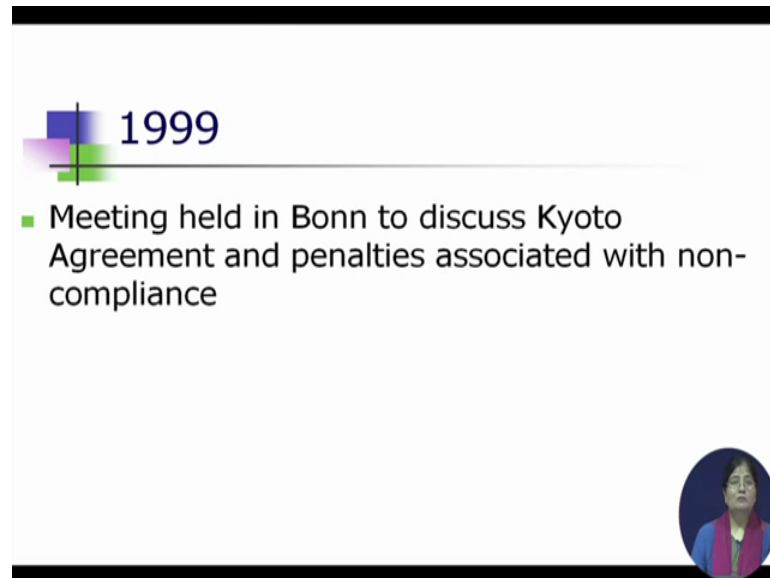 1999
Meeting held in Bonn to discuss Kyoto
Agreement and penalties associated with non-
compliance